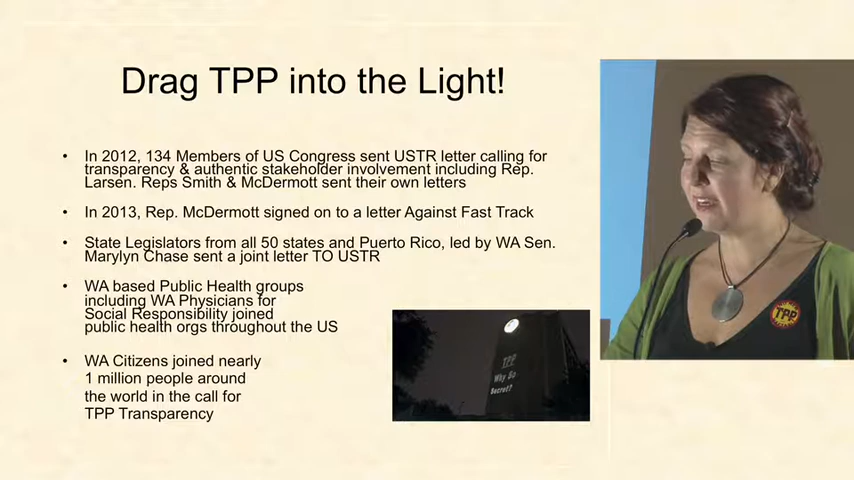 Drag TPP into the Light!
• In 2012, 134 Members of US Congress sent USTR letter calling for
transparency & authentic stakeholder involvement including Rep.
Larsen. Reps Smith & McDermott sent their own letters
• In 2013, Rep. McDermott signed on to a letter Against Fast Track
• State Legislators from all 50 states and Puerto Rico, led by WA Sen.
Marylyn Chase sent a joint letter TO USTR
• WA based Public Health groups
including WA Physicians for
Social Responsibility joined
public health orgs throughout the US
• WA Citizens joined nearly
1 million people around
the world in the call for
TPP Transparency
TPP
Why So
Secret?
TPP